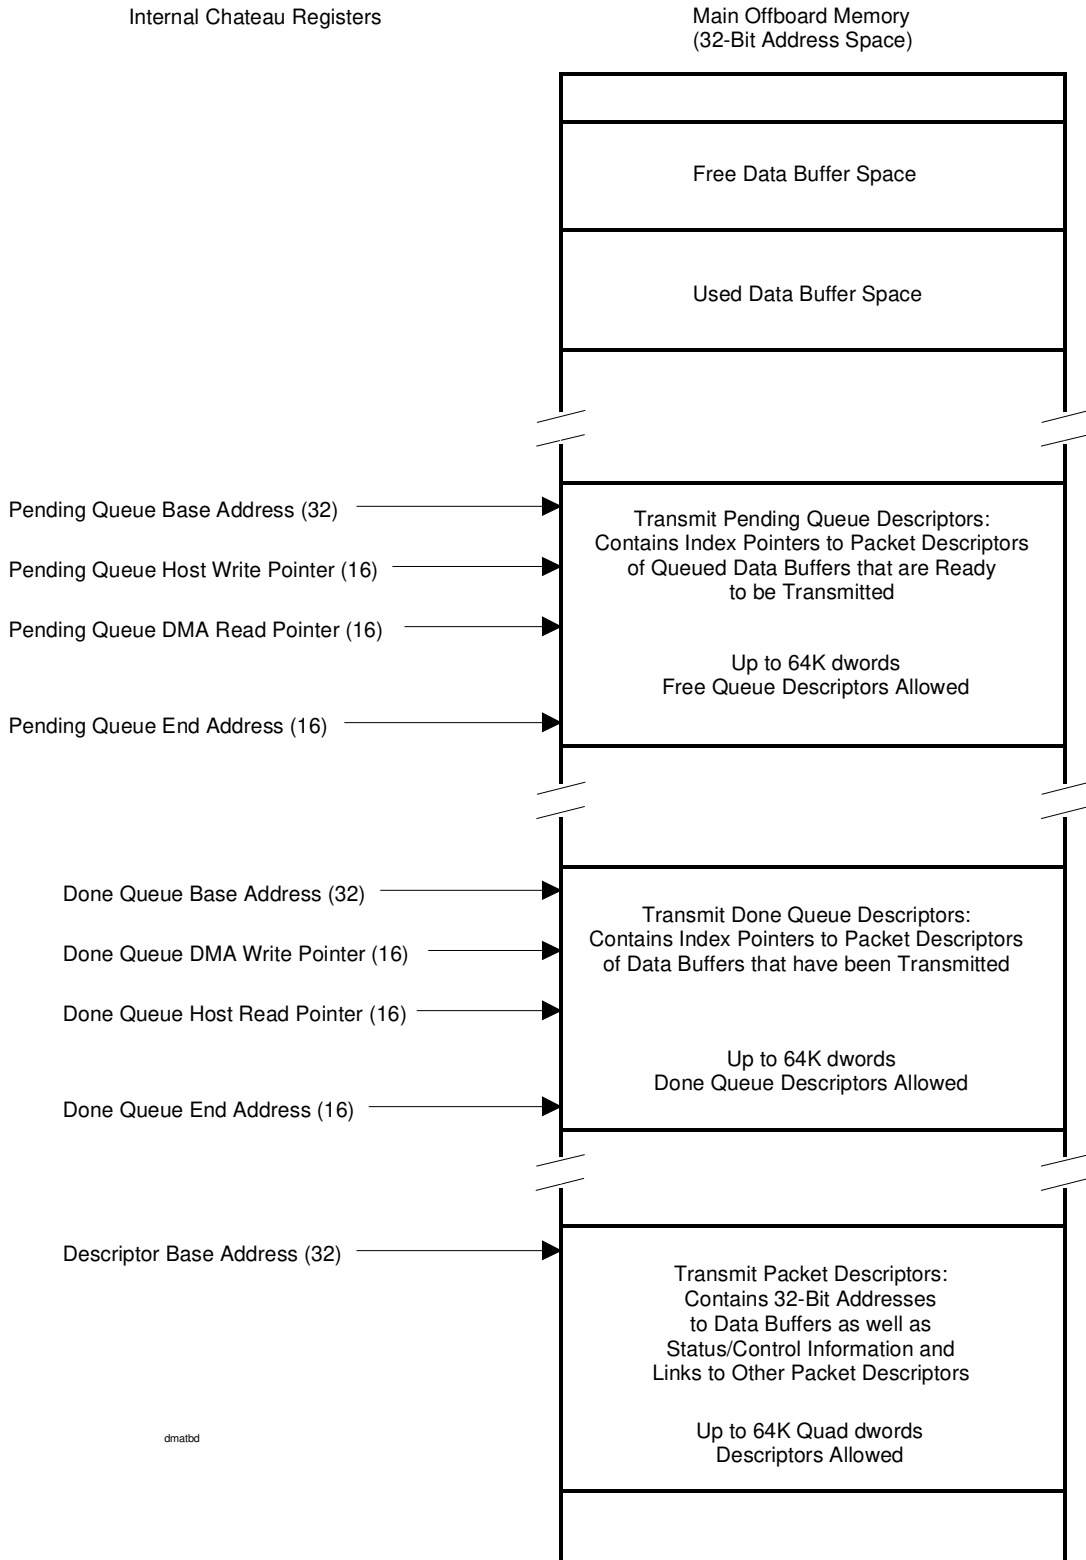 Internal Chateau Registers
Main Offboard Memory
(32-Bit Address Space)
Free Data Buffer Space
Used Data Buffer Space
Pending Queue Base Address (32)
Pending Queue Host Write Pointer (16)
Pending Queue DMA Read Pointer (16)
Pending Queue End Address (16)
Transmit Pending Queue Descriptors:
Contains Index Pointers to Packet Descriptors
of Queued Data Buffers that are Ready
to be Transmitted
Up to 64K dwords
Free Queue Descriptors Allowed
Done Queue Base Address (32)
Done Queue DMA Write Pointer (16)
Done Queue Host Read Pointer (16)
Done Queue End Address (16)
Transmit Done Queue Descriptors:
Contains Index Pointers to Packet Descriptors
of Data Buffers that have been Transmitted
Up to 64K dwords
Done Queue Descriptors Allowed
Descriptor Base Address (32)
Transmit Packet Descriptors:
Contains 32-Bit Addresses
to Data Buffers as well as
Status/Control Information and
Links to Other Packet Descriptors
Up to 64K Quad dwords
Descriptors Allowed
dmatbd